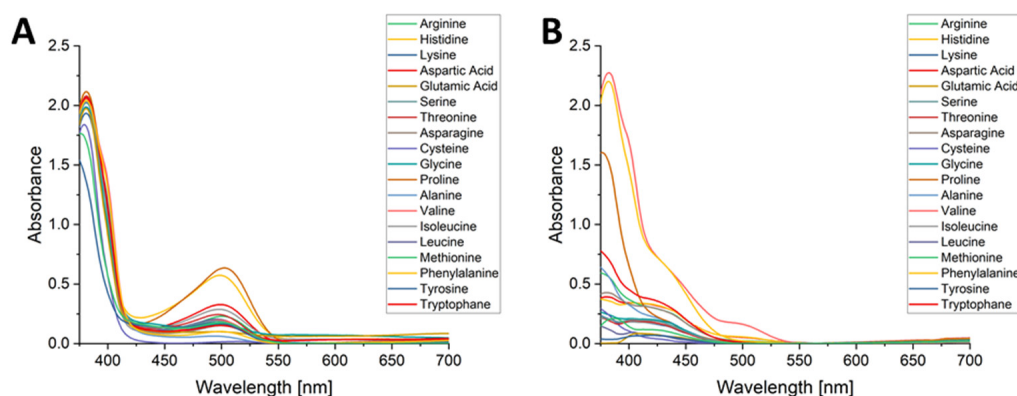 A
2.5
2.0
1.5
1.0
0.5
0.0
Absorbance
400
450
500
550
600
650
700
Wavelength [nm]
Arginine
Histidine
Lysine
Aspartic Acid
Glutamic Acid
Serine
Threonine
Asparagine
Cysteine
Glycine
Proline
Alanine
Valine
Isoleucine
Leucine
Methionine
Phenylalanine
Tyrosine
Tryptophane
B
2.5
2.0
1.5
1.0
0.5
0.0
Absorbance
400
450
500
550
600
650
700
Wavelength [nm]
Arginine
Histidine
Lysine
Aspartic Acid
Glutamic Acid
Serine
Threonine
Asparagine
Cysteine
Glycine
Proline
Alanine
Valine
Isoleucine
Leucine
Methionine
Phenylalanine
Tyrosine
Tryptophane